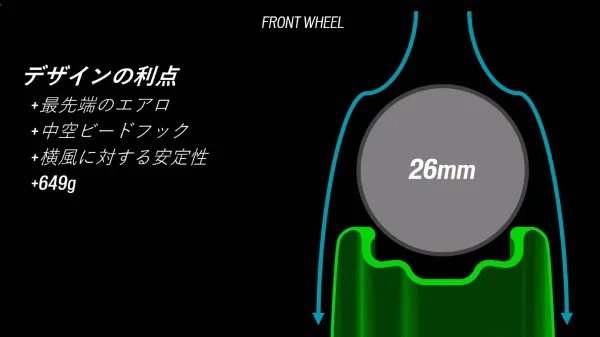 FRONT WHEEL
デザインの利点
+最先端のエアロ
+中空ビードフック
+横風に対する安定性
+649g
26mm